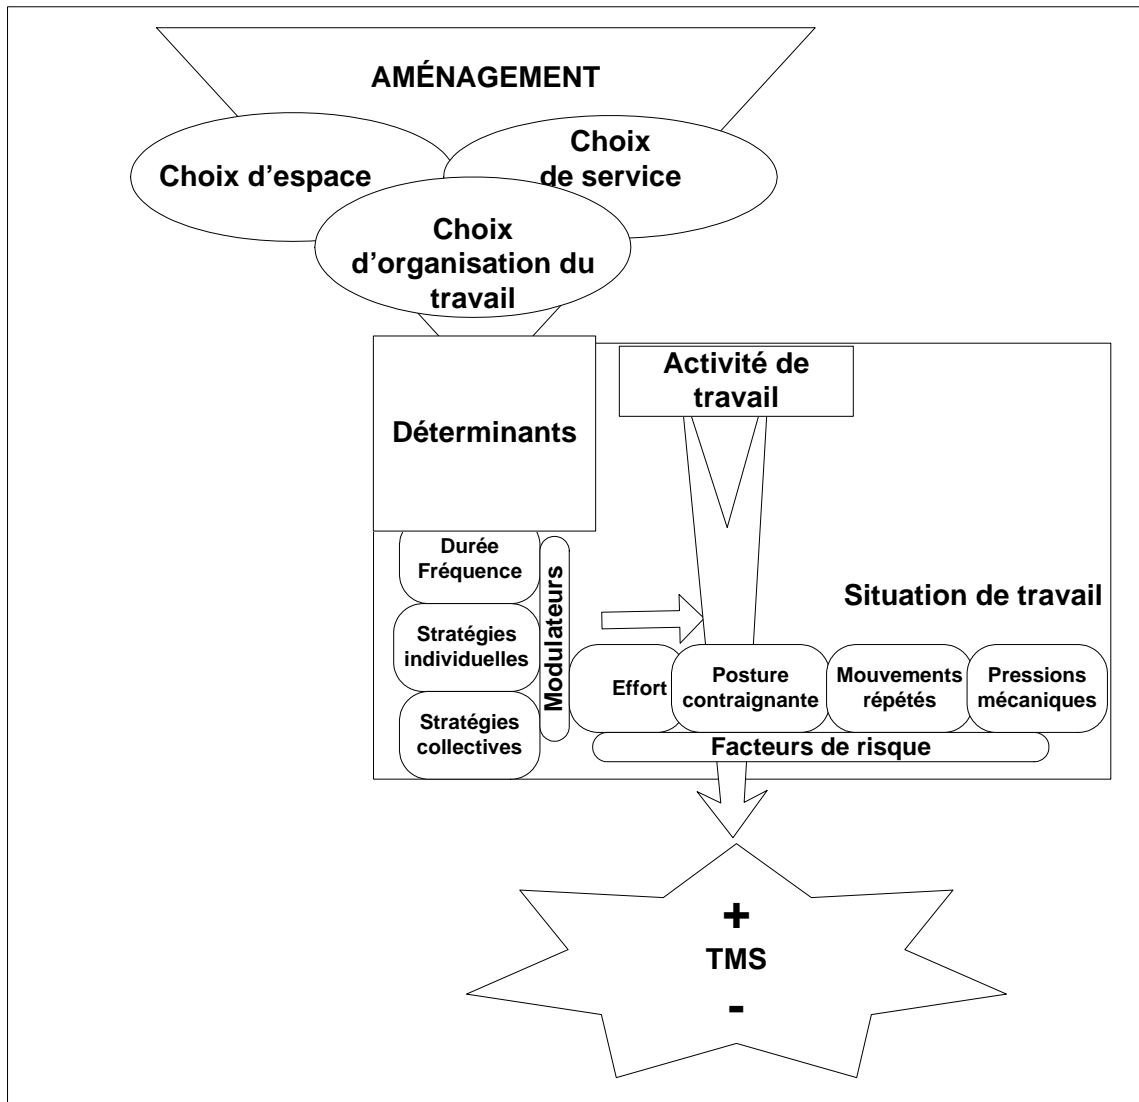 AMÉNAGEMENT
Choix d’espace
Choix
de service
Choix
d’organisation du
travail
Déterminants
Activité de
travail
Durée
Fréquence
Stratégies
individuelles
Stratégies
collectives
Modulateurs
Situation de travail
Effort
Posture
contraignante
Mouvements
répétés
Pressions
mécaniques
Facteurs de risque
+
TMS
-